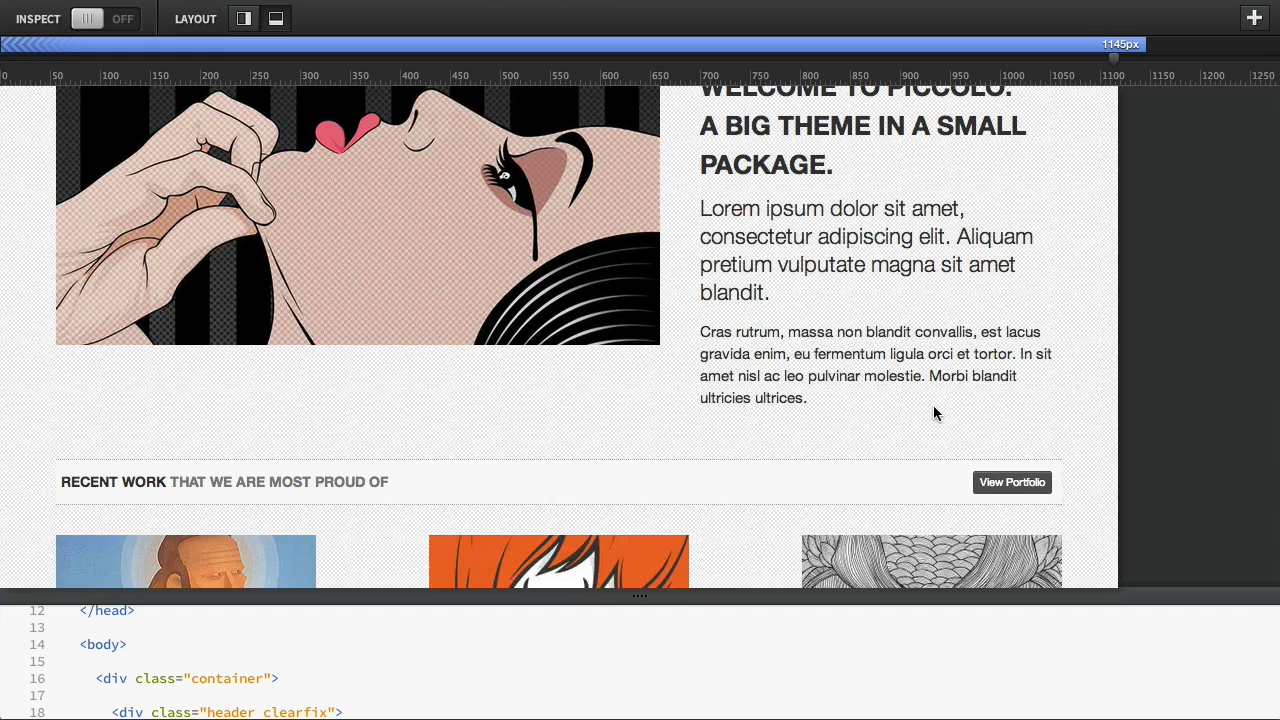 INSPECT OFF LAYOUT
1145px
0 50 100 150 200 250 300 350 400 450 500 550 600 650 700 750 800 850 900 950 1000 1050 1100 1150 1200 1250
WELCOME TO PICCOLO.
A BIG THEME IN A SMALL
PACKAGE.
Lorem ipsum dolor sit amet,
consectetur adipiscing elit. Aliquam
pretium vulputate magna sit amet
blandit.
Cras rutrum, massa non blandit convallis, est lacus
gravida enim, eu fermentum ligula orci et tortor. In sit
amet nisl ac leo pulvinar molestie. Morbi blandit
ultricies ultrices.
RECENT WORK THAT WE ARE MOST PROUD OF
View Portfolio
12 </head>
13
14 <body>
15
16 <div class="container">
17
18 <div class="header clearfix">